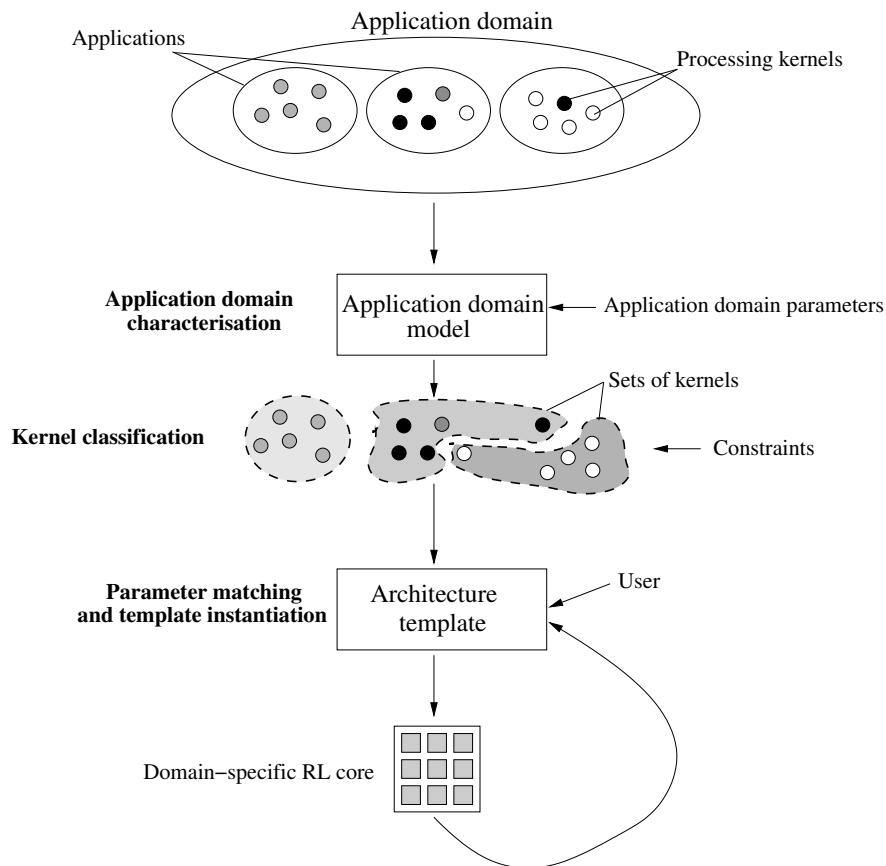 Application domain
Applications
Processing kernels
Application domain
characterisation
Application domain
model
Application domain parameters
Sets of kernels
Kernel classification
Constraints
Parameter matching
and template instantiation
Architecture
template
User
Domain−specific RL core